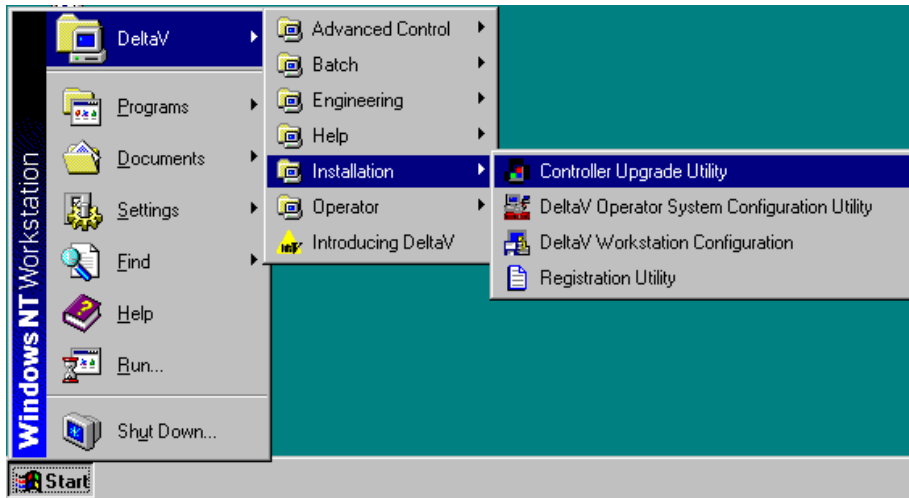 Windows NT Workstation
DeltaV
Programs
Documents
Settings
Find
Help
Run...
Shut Down...
Advanced Control
Batch
Engineering
Help
Installation
Operator
Introducing DeltaV
Controller Upgrade Utility
DeltaV Operator System Configuration Utility
DeltaV Workstation Configuration
Registration Utility
Start